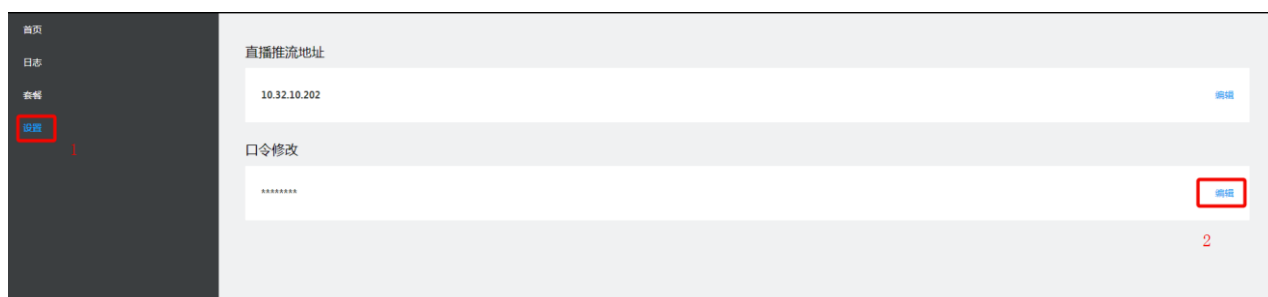 首页
日志
套餐
设置
1
直播推流地址
10.32.10.202
编辑
口令修改
********
编辑
2